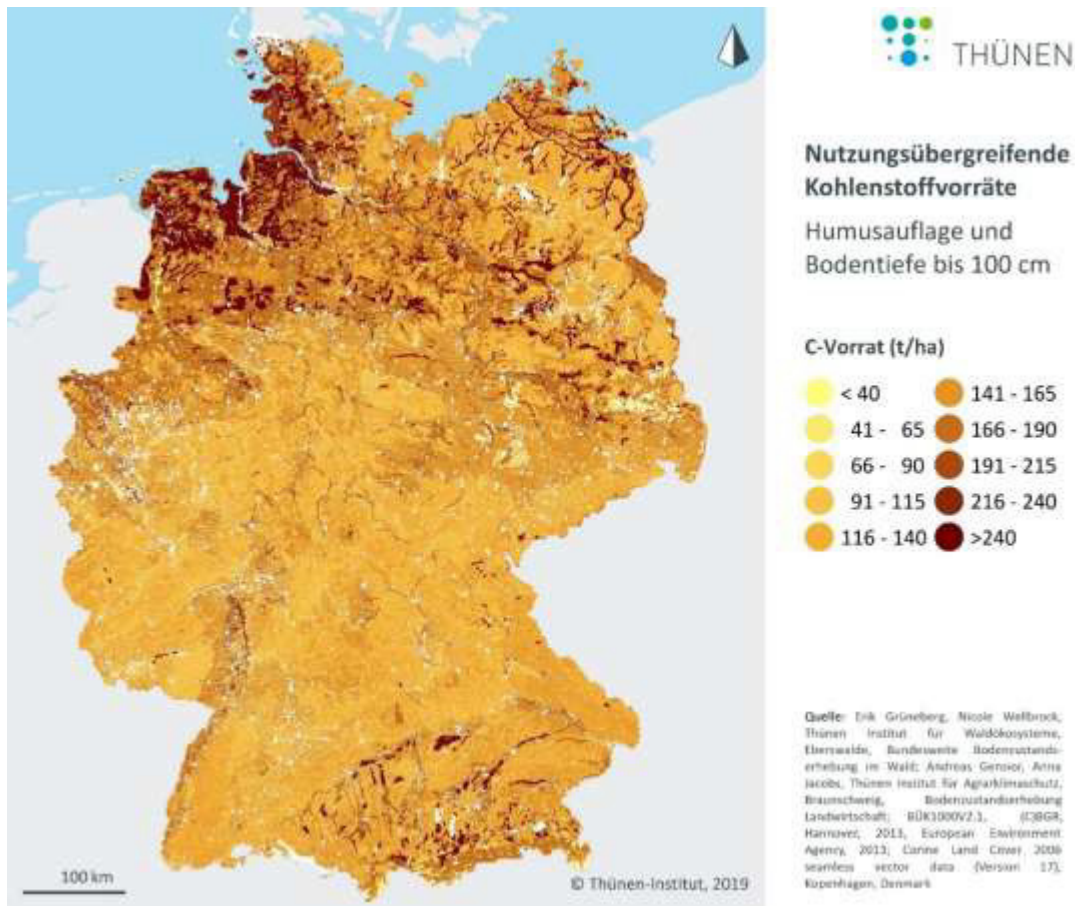 THÜNEN
Nutzungsübergreifende
Kohlenstoffvorräte
Humusauflage und
Bodentiefe bis 100 cm
C-Vorrat (t/ha)
< 40
41 - 65
66 - 90
91 - 115
116 - 140
141 - 165
166 - 190
191 - 215
216 - 240
>240
Quelle: Erik Grüneberg, Nicole Wellbrock,
Thünen Institut für Waldökosysteme,
Eberswalde, Bundesweite Bodenzustands-
erhebung im Wald; Andreas Gensior, Anna
Jacobs, Thünen Institut für Agrarklimaschutz,
Braunschweig, Bodenzustandserhebung
Landwirtschaft; BÜK1000V2.1, (C)BGR,
Hannover, 2013, European Environment
Agency, 2013; Corine Land Cover 2006
seamless vector data (Version 17),
Kopenhagen, Denmark
100 km
© Thünen-Institut, 2019